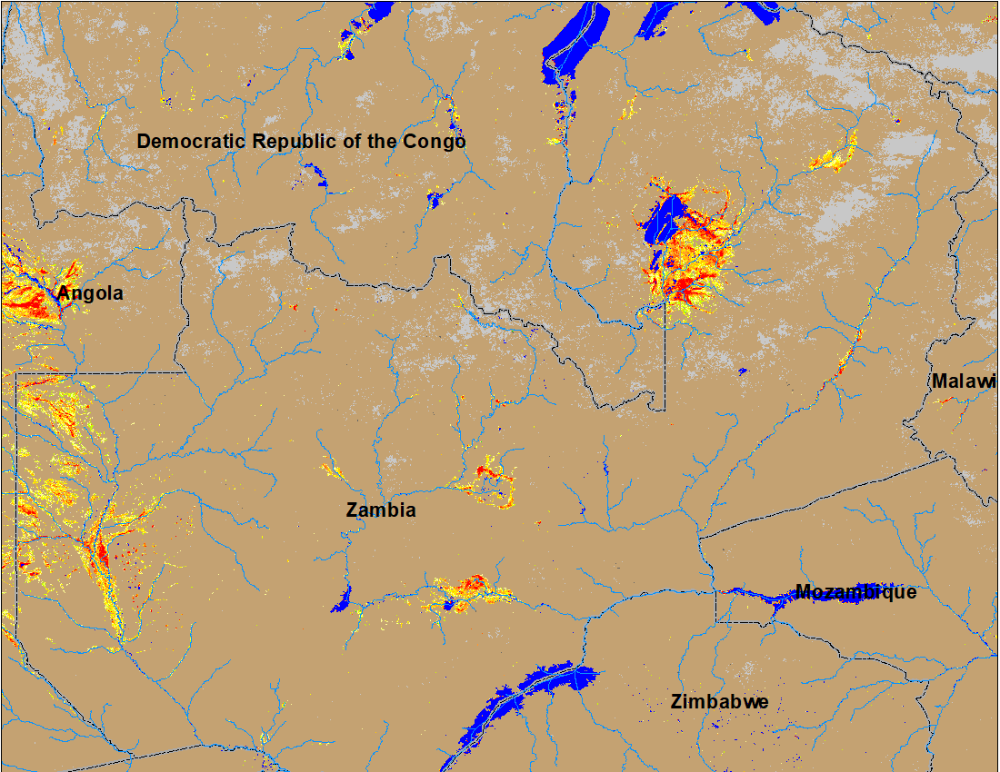 Democratic Republic of the Congo
Angola
Malawi
Zambia
Mozambique
Zimbabwe